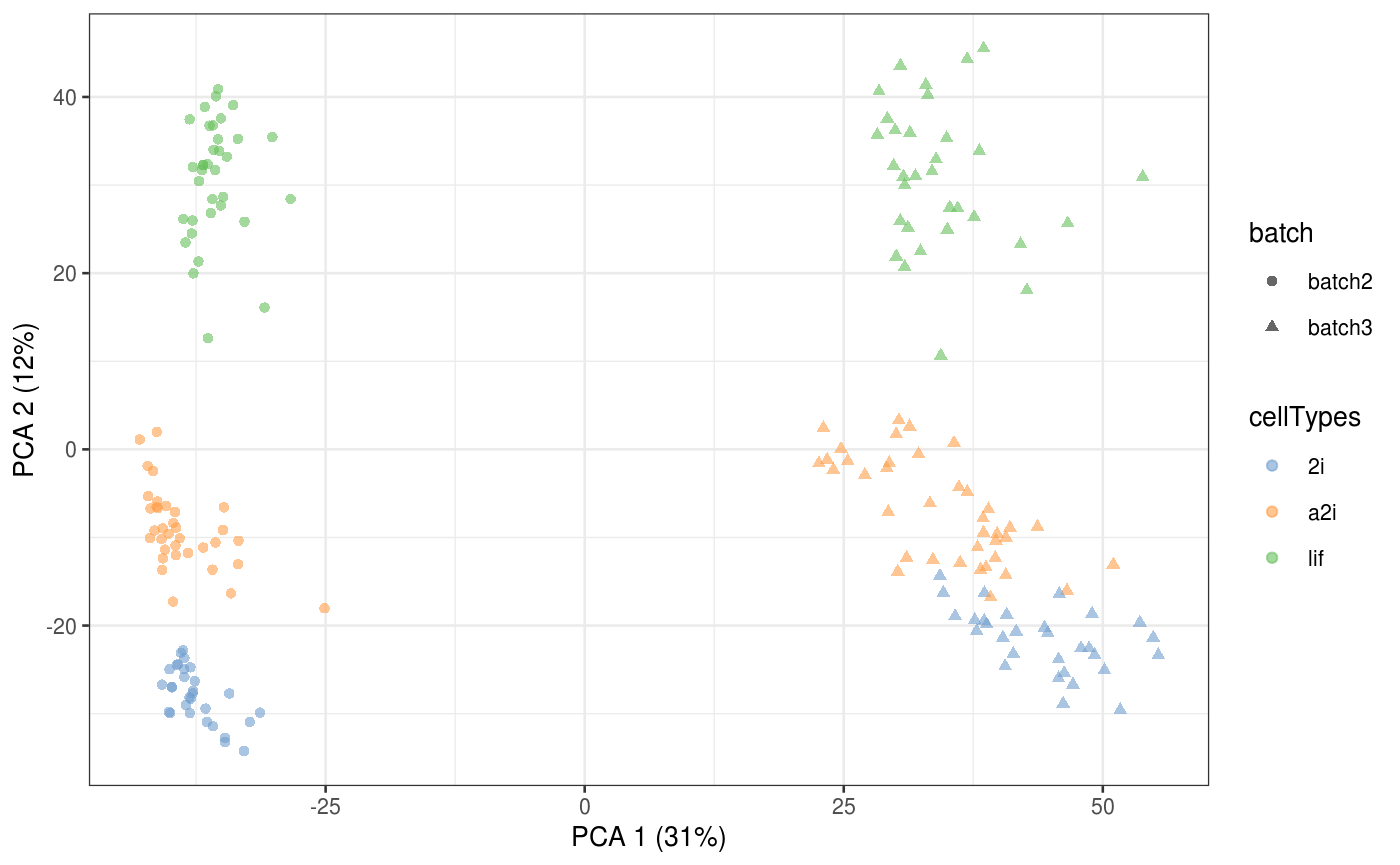 40
20
0
-20
PCA 2 (12%)
-25
0
25
50
PCA 1 (31%)
batch
batch2
batch3
cellTypes
2i
a2i
lif